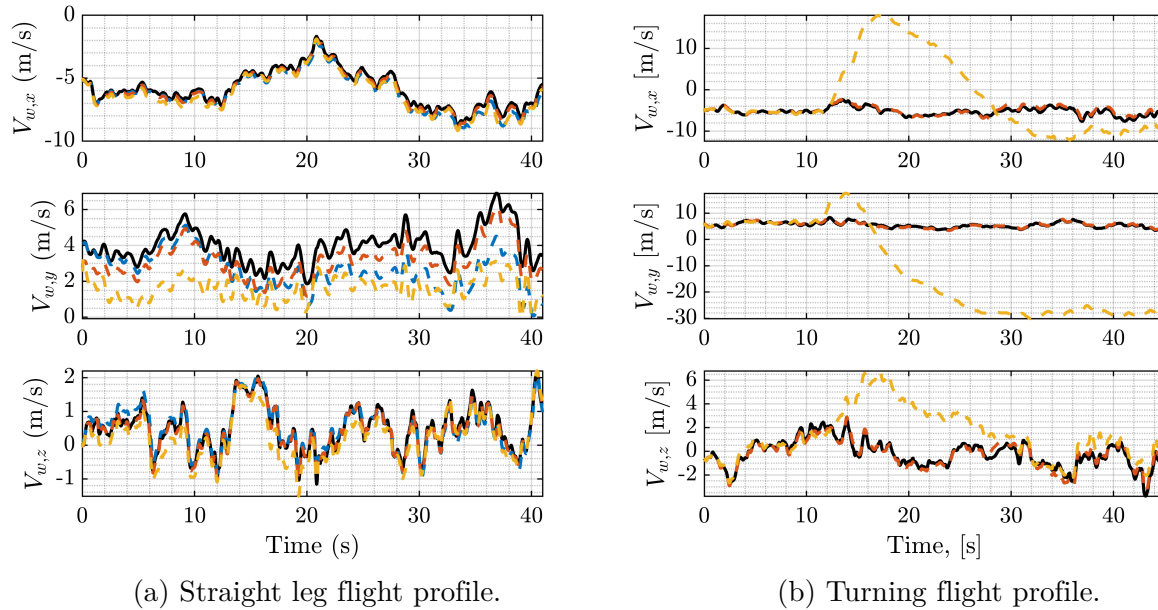 0
-5
-10
V_{w,x} (m/s)
0 10 20 30 40
6
4
2
0
V_{w,y} (m/s)
0 10 20 30 40
2
1
0
-1
V_{w,z} (m/s)
0 10 20 30 40
Time (s)
(a) Straight leg flight profile.
10
0
-10
V_{w,x} [m/s]
0 10 20 30 40
10
0
-10
-20
-30
V_{w,y} [m/s]
0 10 20 30 40
6
4
2
0
-2
V_{w,z} [m/s]
0 10 20 30 40
Time, [s]
(b) Turning flight profile.